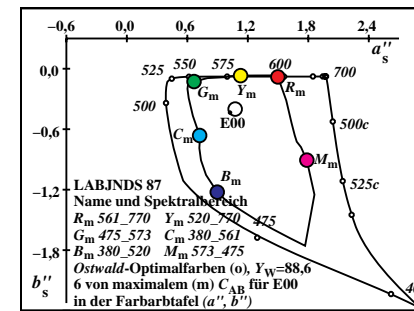 −0,6 0,0 0,6 1,2 1,8 2,4
a"s
525 550 575 600 700
0,0
Gm Ym Rm
500
E00
500c
−0,6
Cm
Mm
Bm
525c
−1,2
LABJNDS 87
Name und Spektralbereich
Rm 561_770 Ym 520_770
475
Gm 475_573 Cm 380_561
Bm 380_520 Mm 573_475
−1,8
Ostwald-Optimalfarben (o), YW=88,6
b"s
6 von maximalem (m) CAB für E00
in der Farbartafel (a", b")